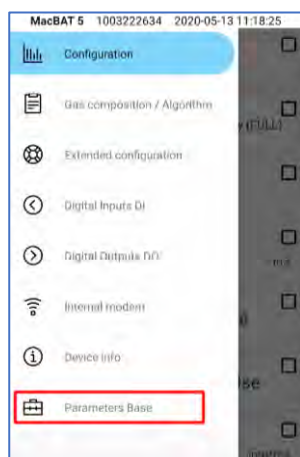 MacBAT 5 1003222634 2020-05-13 11:18:25
Configuration
Gas composition / Algorithm
y (FULL)
Extended configuration
Digital Inputs DI
Digital Outputs DO
Internal modem
Device info
Parameters Base